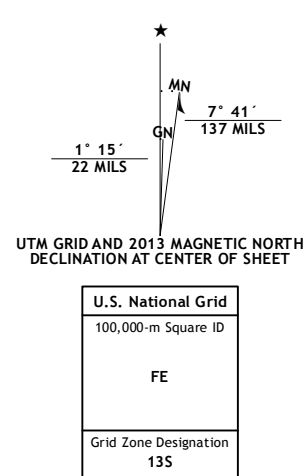 ★
MN
7° 41´
137 MILS
GN
1° 15´
22 MILS
UTM GRID AND 2013 MAGNETIC NORTH
DECLINATION AT CENTER OF SHEET
U.S. National Grid
100,000-m Square ID
FE
Grid Zone Designation
13S